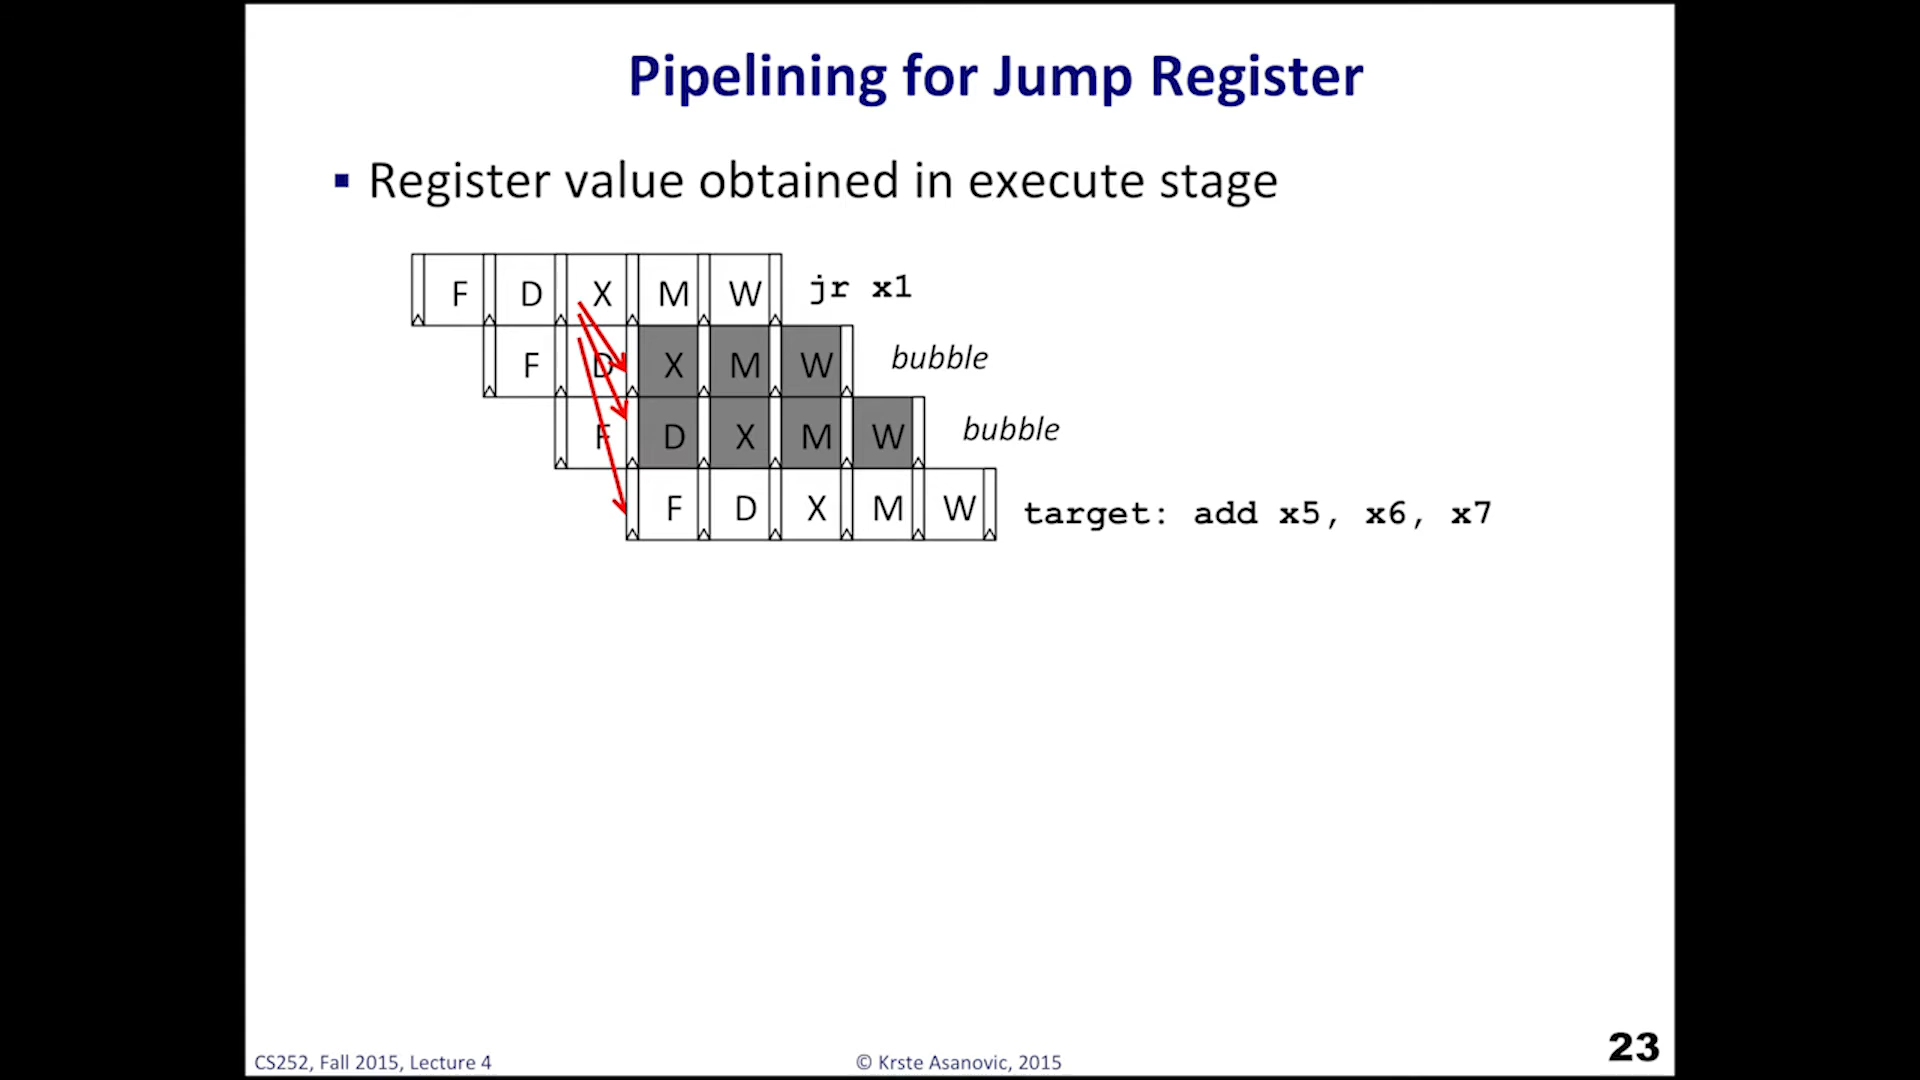 Pipelining for Jump Register
▪ Register value obtained in execute stage
F D X M W jr x1
F D X M W bubble
F D X M W bubble
F D X M W target: add x5, x6, x7
CS252, Fall 2015, Lecture 4 © Krste Asanovic, 2015 23